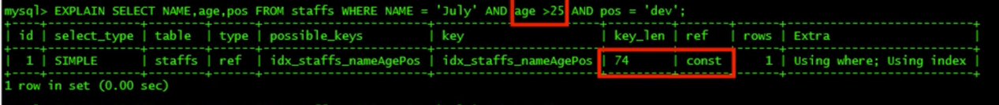 mysql> EXPLAIN SELECT NAME,age,pos FROM staffs WHERE NAME = 'July' AND age >25 AND pos = 'dev';
+----+-------------+--------+------+-----------------------+-----------------------+---------+-------+------+--------------------------+
| id | select_type | table | type | possible_keys | key | key_len | ref | rows | Extra |
+----+-------------+--------+------+-----------------------+-----------------------+---------+-------+------+--------------------------+
| 1 | SIMPLE | staffs | ref | idx_staffs_nameAgePos | idx_staffs_nameAgePos | 74 | const | 1 | Using where; Using index |
+----+-------------+--------+------+-----------------------+-----------------------+---------+-------+------+--------------------------+
1 row in set (0.00 sec)